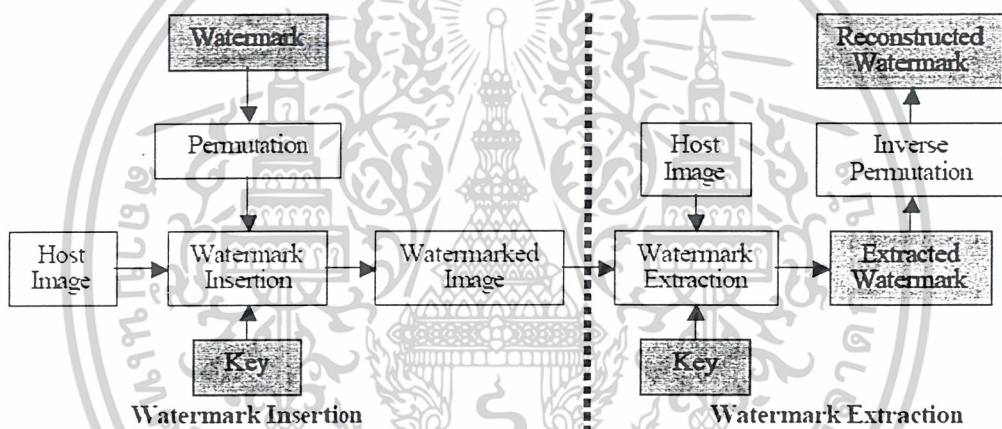 Watermark
Permutation
Host
Image
Watermark
Insertion
Watermarked
Image
Key
Watermark Insertion
Reconstructed
Watermark
Host
Image
Inverse
Permutation
Watermark
Extraction
Extracted
Watermark
Key
Watermark Extraction